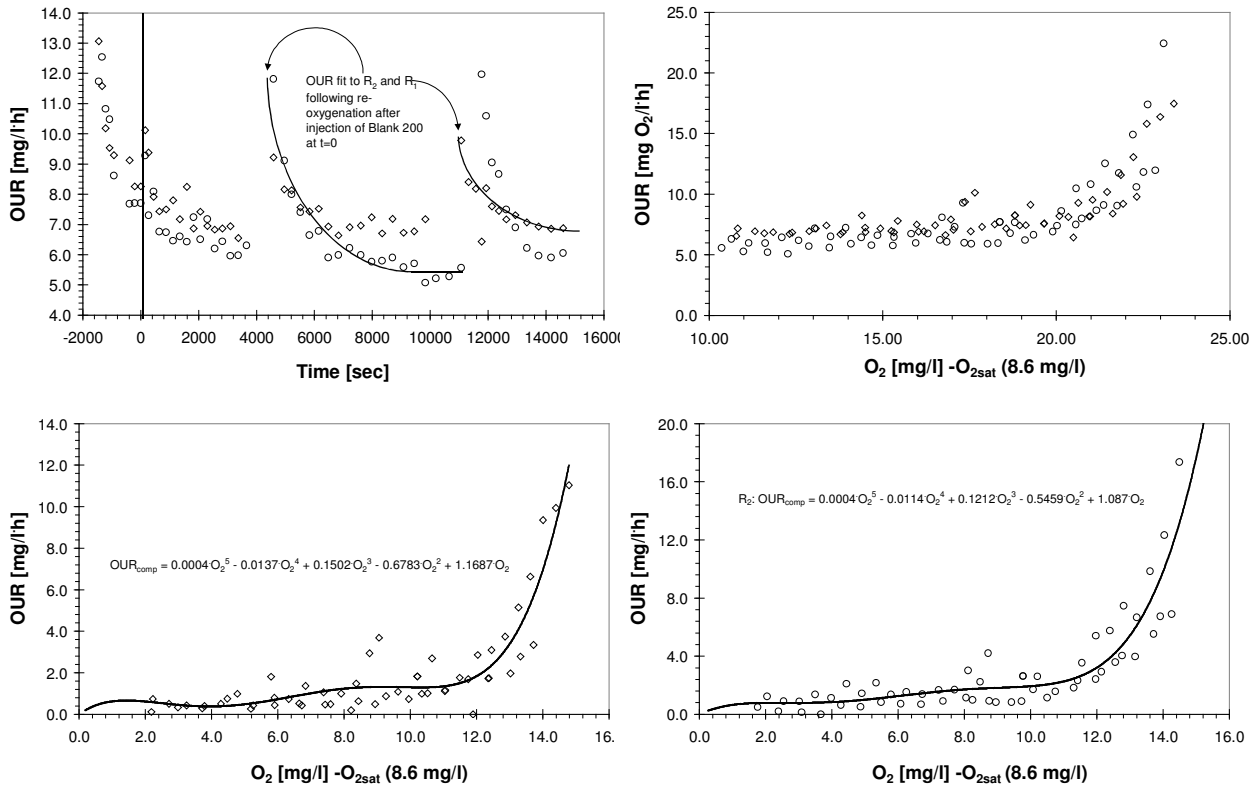 14.0
13.0
12.0
11.0
10.0
9.0
8.0
7.0
6.0
5.0
4.0
OUR [mg/l·h]
-2000 0 2000 4000 6000 8000 10000 12000 14000 16000
Time [sec]
OUR fit to R2 and R1
following re-
oxygenation after
injection of Blank 200
at t=0
25.0
20.0
15.0
10.0
5.0
0.0
OUR [mg O2/l·h]
10.00 15.00 20.00 25.00
O2 [mg/l] -O2sat (8.6 mg/l)
14.0
12.0
10.0
8.0
6.0
4.0
2.0
0.0
OUR [mg/l·h]
OURcomp = 0.0004·O2^5 - 0.0137·O2^4 + 0.1502·O2^3 - 0.6783·O2^2 + 1.1687·O2
0.0 2.0 4.0 6.0 8.0 10.0 12.0 14.0 16.
O2 [mg/l] -O2sat (8.6 mg/l)
20.0
16.0
12.0
8.0
4.0
0.0
OUR [mg/l·h]
R2: OURcomp = 0.0004·O2^5 - 0.0114·O2^4 + 0.1212·O2^3 - 0.5459·O2^2 + 1.087·O2
0.0 2.0 4.0 6.0 8.0 10.0 12.0 14.0 16.0
O2 [mg/l] -O2sat (8.6 mg/l)